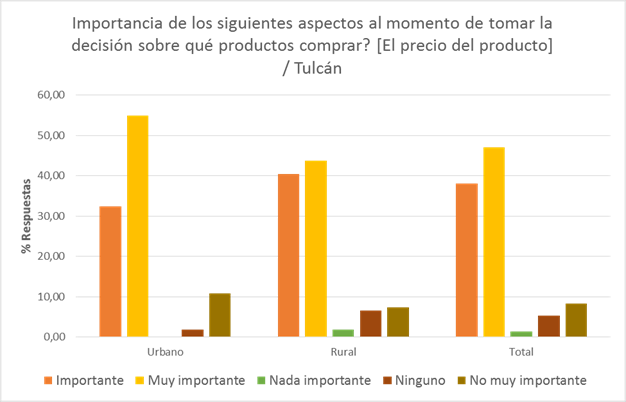 Importancia de los siguientes aspectos al momento de tomar la
decisión sobre qué productos comprar? [El precio del producto]
/ Tulcán
60,00
50,00
40,00
30,00
20,00
10,00
0,00
% Respuestas
Urbano Rural Total
Importante Muy importante Nada importante Ninguno No muy importante